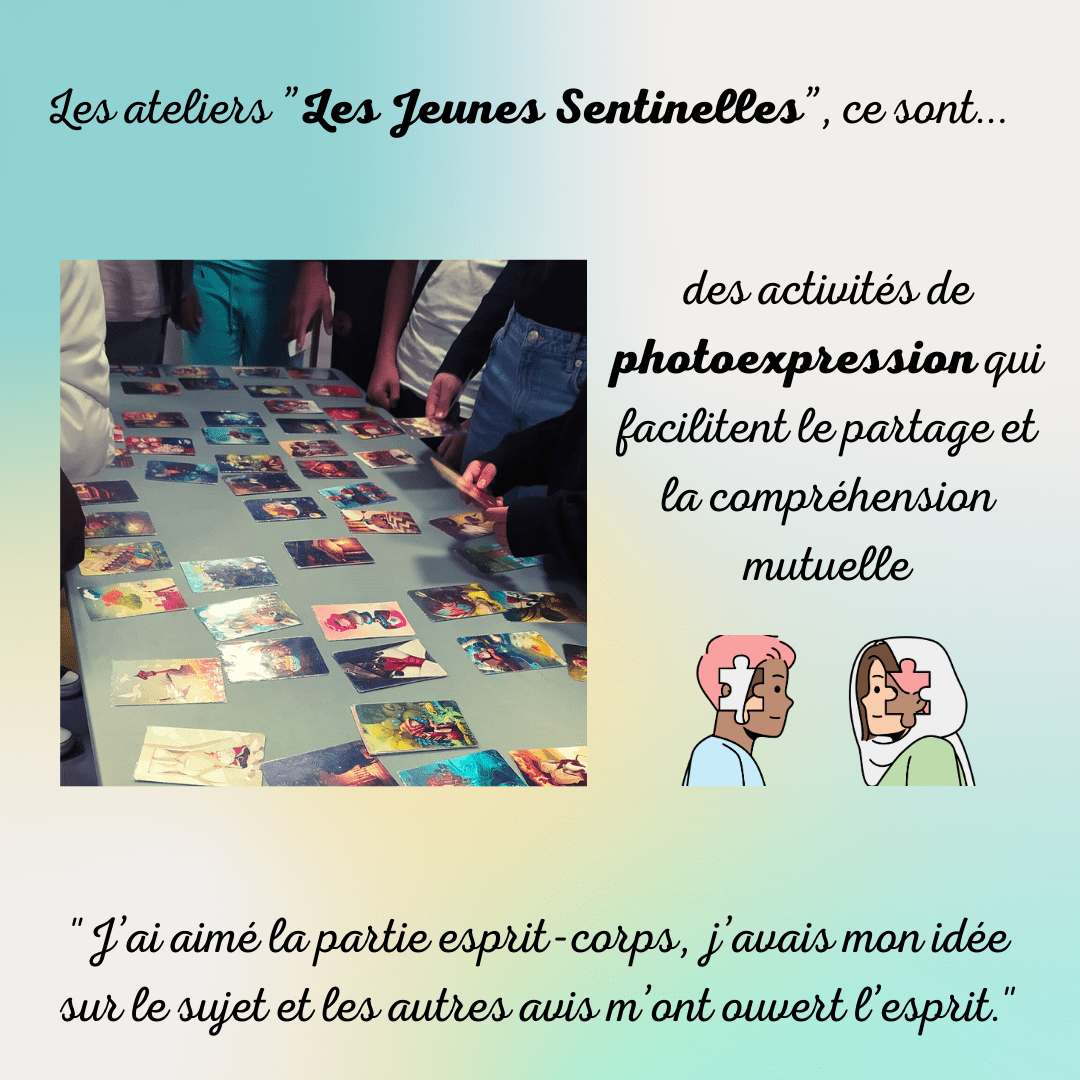 Les ateliers "Les Jeunes Sentinelles", ce sont...
des activités de
photoexpression qui
facilitent le partage et
la compréhension
mutuelle
"J'ai aimé la partie esprit-corps, j'avais mon idée
sur le sujet et les autres avis m'ont ouvert l'esprit."